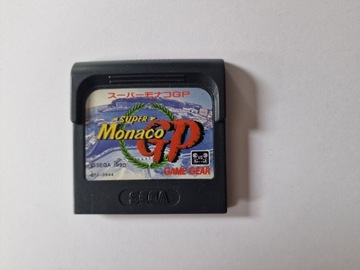 スーパーモナコGP
SUPER
Monaco GP
©SEGA 1990
GAME GEAR
SEGA